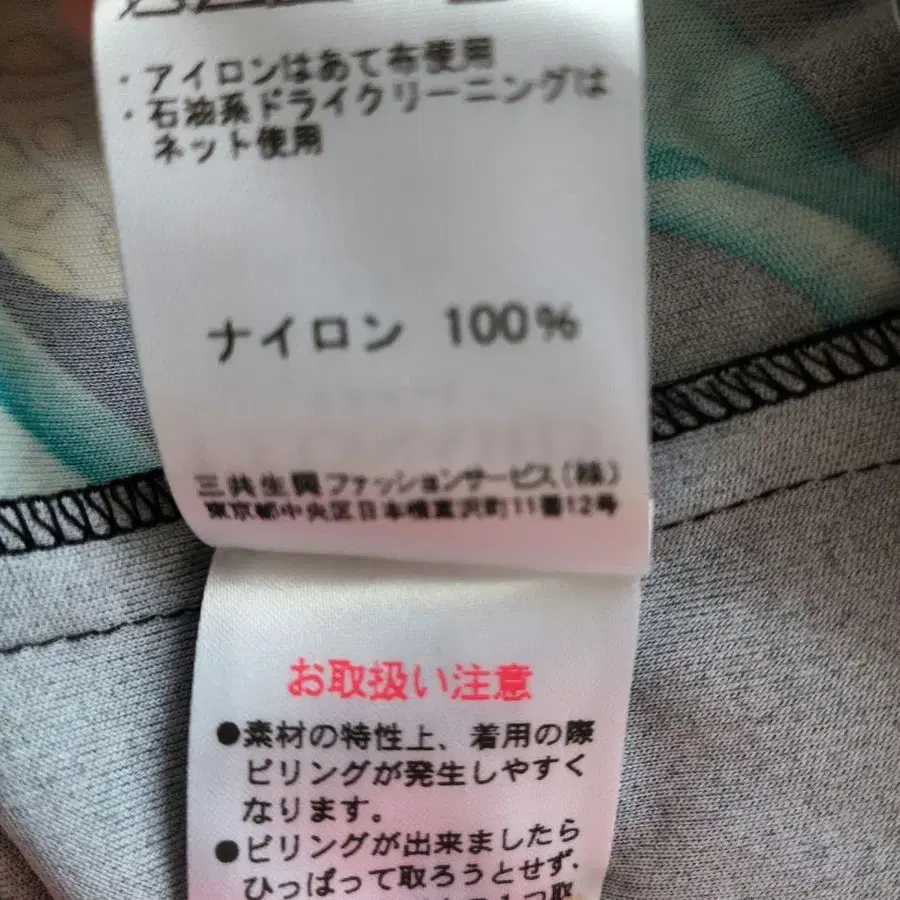 ・アイロンはあて布使用
・石油系ドライクリーニングは
ネット使用
ナイロン 100%
三共生興ファッションサービス(株)
東京都中央区日本橋富沢町11番12号
お取扱い注意
●素材の特性上、着用の際
ピリングが発生しやすく
なります。
●ピリングが出来ましたら
ひっぱって取ろうとせず、